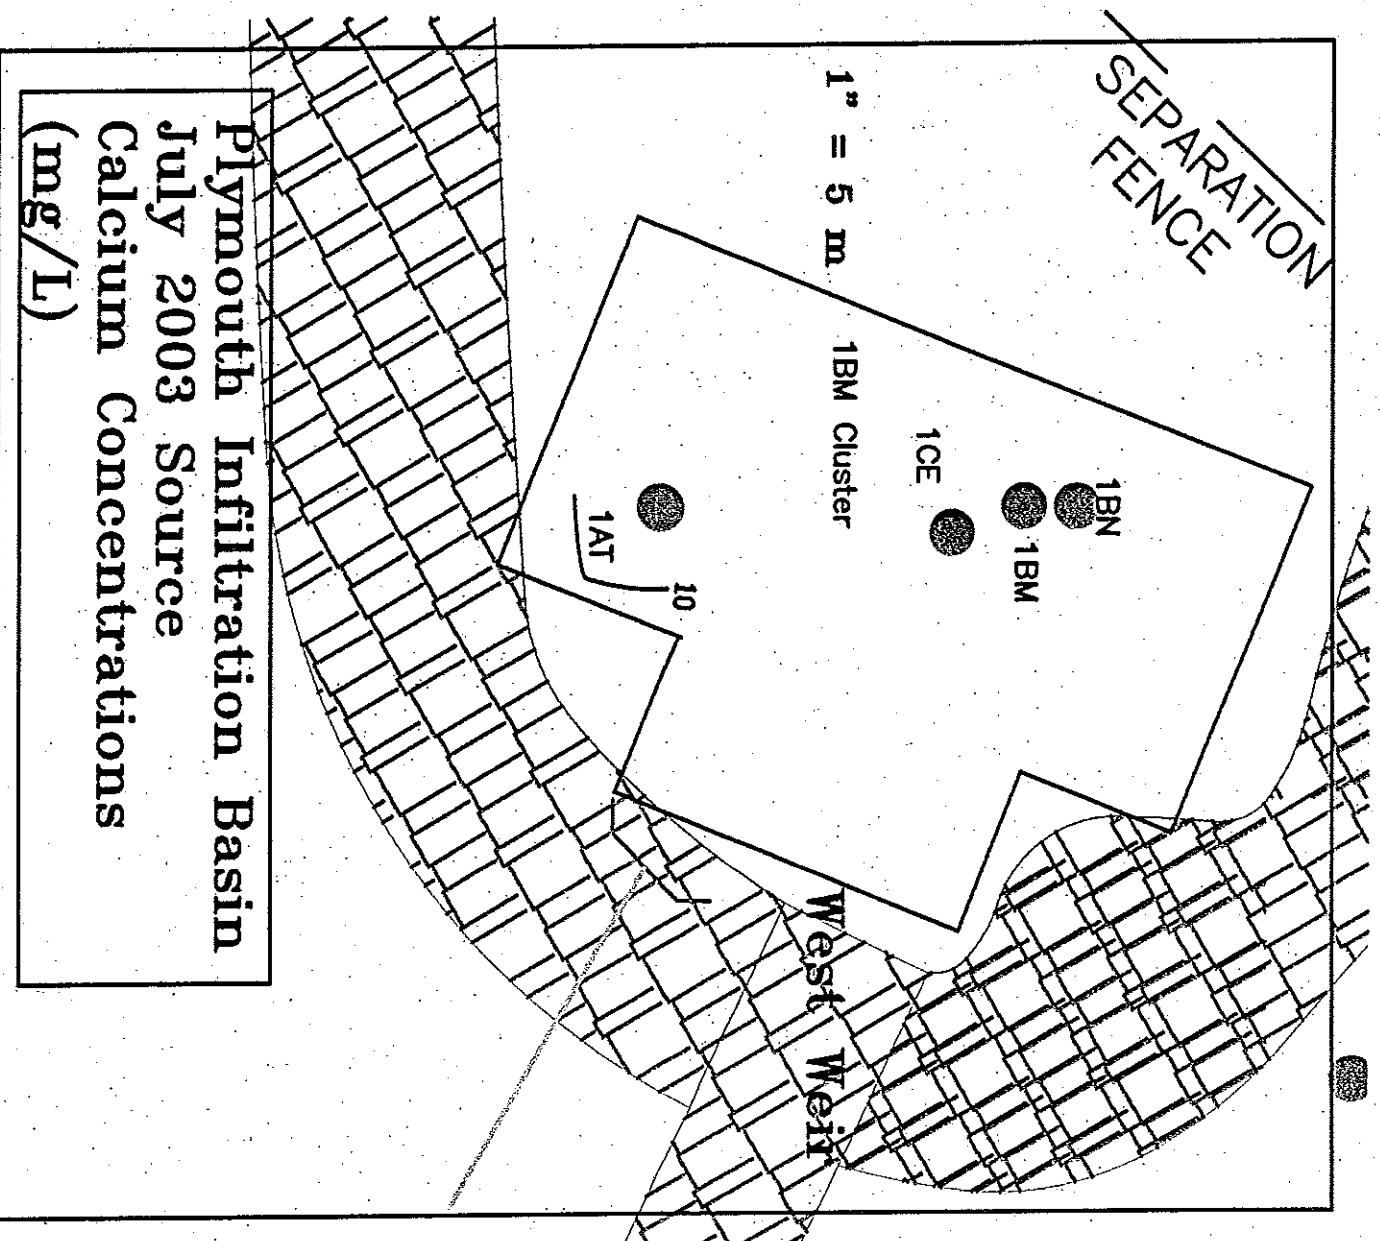 SEPARATION
FENCE
1" = 5 m
1BN
1BM
1CE
1BM Cluster
10
1AT
West Weir
Plymouth Infiltration Basin
July 2003 Source
Calcium Concentrations
(mg/L)